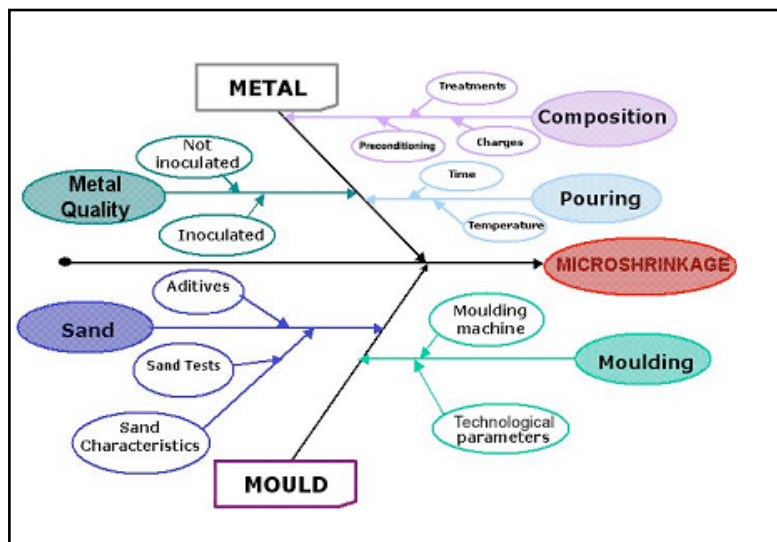 METAL
Treatments
Composition
Preconditioning
Charges
Not
inoculated
Metal
Quality
Inoculated
Time
Pouring
Temperature
MICROSHRINKAGE
Aditives
Sand
Sand Tests
Sand
Characteristics
Moulding
machine
Moulding
Technological
parameters
MOULD